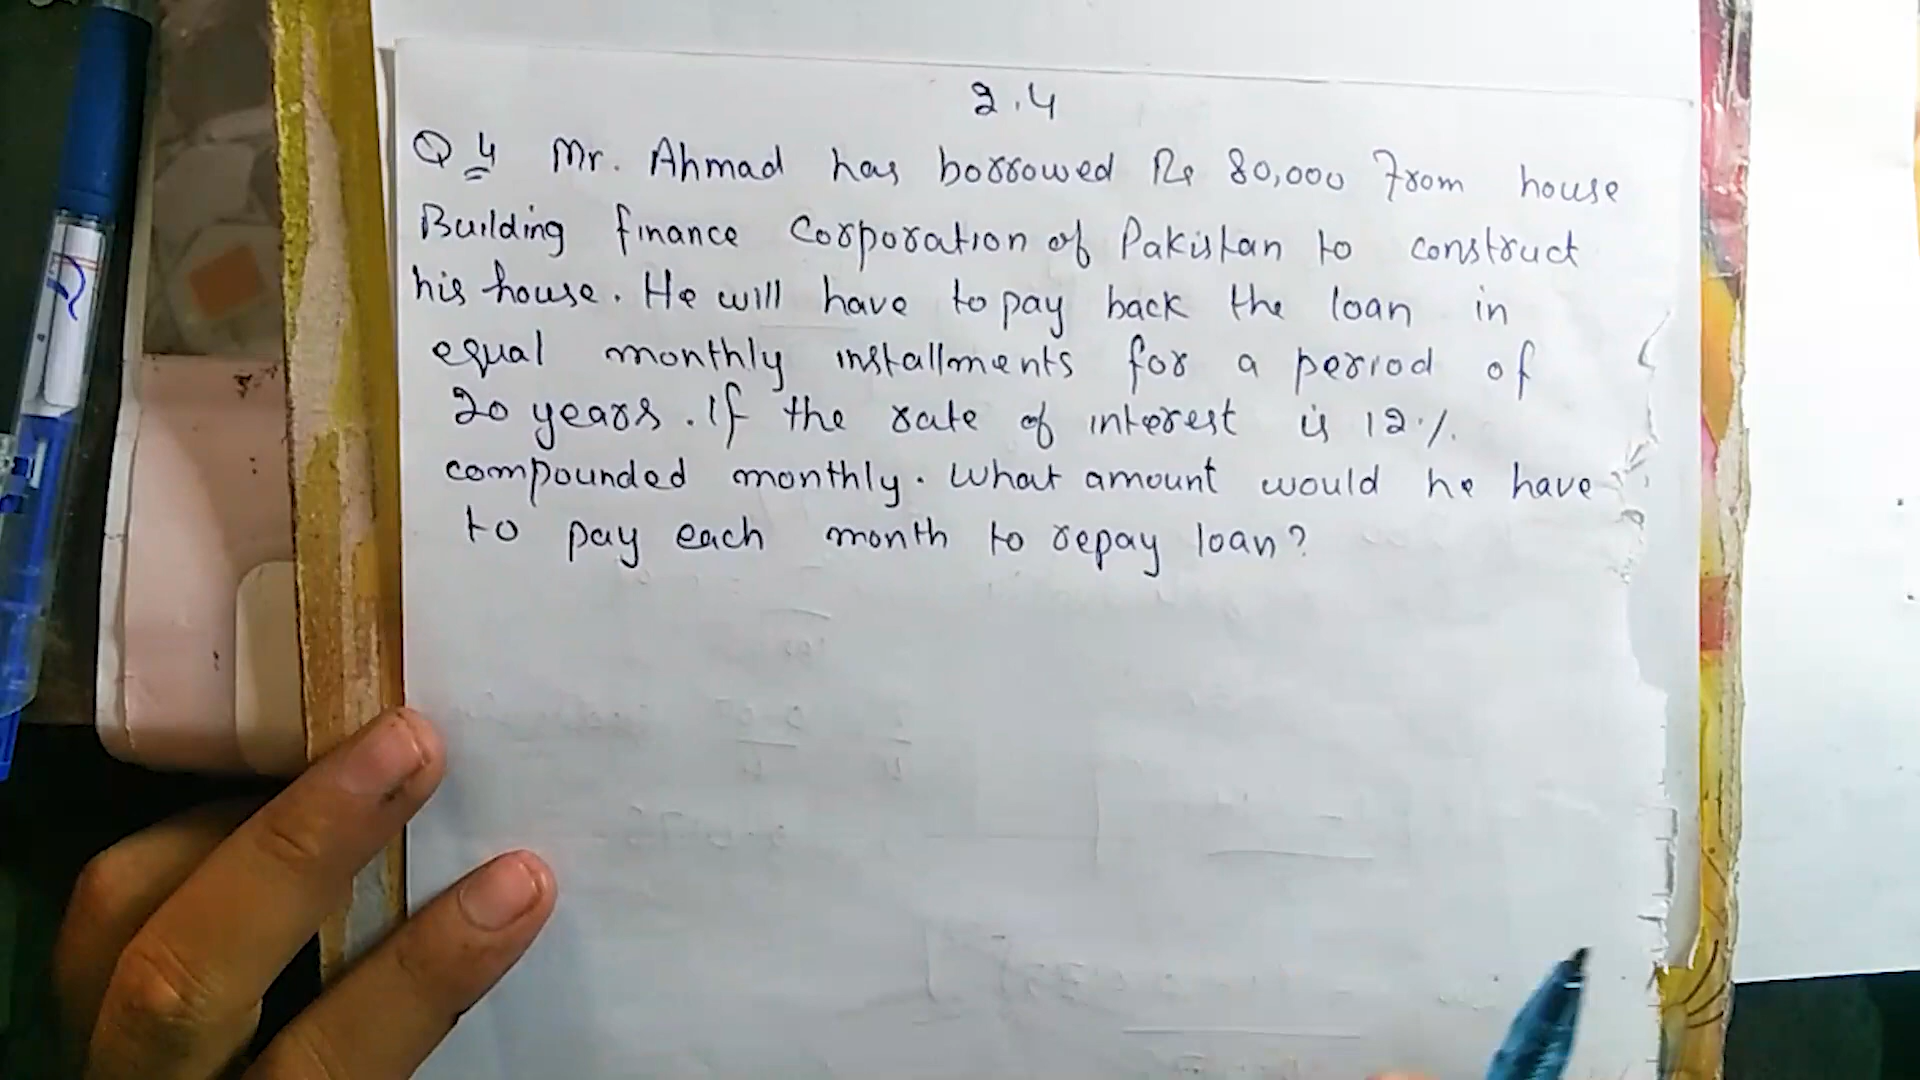 2.4
Q 4 Mr. Ahmad has borrowed Rs 80,000 From house
Building finance Corporation of Pakistan to construct
his house. He will have to pay back the loan in
equal monthly installments for a period of
20 years. If the rate of interest is 12%
compounded monthly. What amount would he have
to pay each month to repay loan?